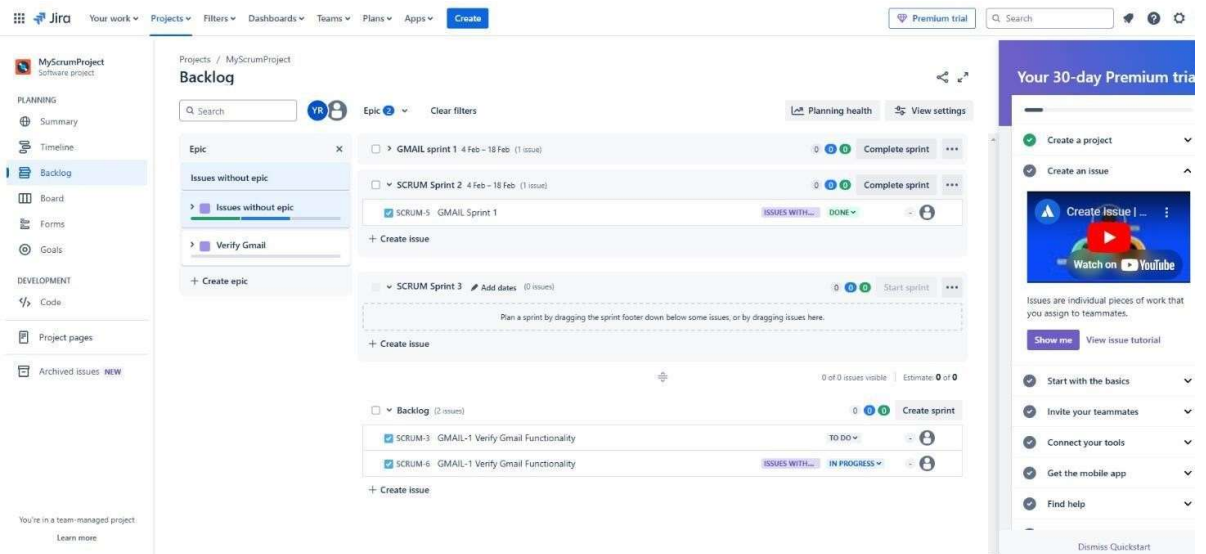 Jira Your work Projects Filters Dashboards Teams Plans Apps Create Premium trial Search
MyScrumProject
Software project
PLANNING
Summary
Timeline
Backlog
Board
Forms
Goals
DEVELOPMENT
Code
Project pages
Archived issues NEW
You're in a team-managed project
Learn more
Projects / MyScrumProject
Backlog
Search YR Epic 2 Clear filters Planning health View settings
Epic
Issues without epic
Issues without epic
Verify Gmail
+ Create epic
GMAIL sprint 1 4 Feb – 18 Feb (1 issue) 0 0 0 Complete sprint
SCRUM Sprint 2 4 Feb – 18 Feb (1 issue) 0 0 0 Complete sprint
SCRUM-5 GMAIL Sprint 1 ISSUES WITH... DONE -
+ Create issue
SCRUM Sprint 3 Add dates (0 issues) 0 0 0 Start sprint
Plan a sprint by dragging the sprint footer down below some issues, or by dragging issues here.
+ Create issue
0 of 0 issues visible Estimate: 0 of 0
Backlog (2 issues) 0 0 0 Create sprint
SCRUM-3 GMAIL-1 Verify Gmail Functionality TO DO -
SCRUM-6 GMAIL-1 Verify Gmail Functionality ISSUES WITH... IN PROGRESS -
+ Create issue
Your 30-day Premium tria
Create a project
Create an issue
Create Issue | ...
Watch on YouTube
Issues are individual pieces of work that
you assign to teammates.
Show me View issue tutorial
Start with the basics
Invite your teammates
Connect your tools
Get the mobile app
Find help
Dismiss Quickstart